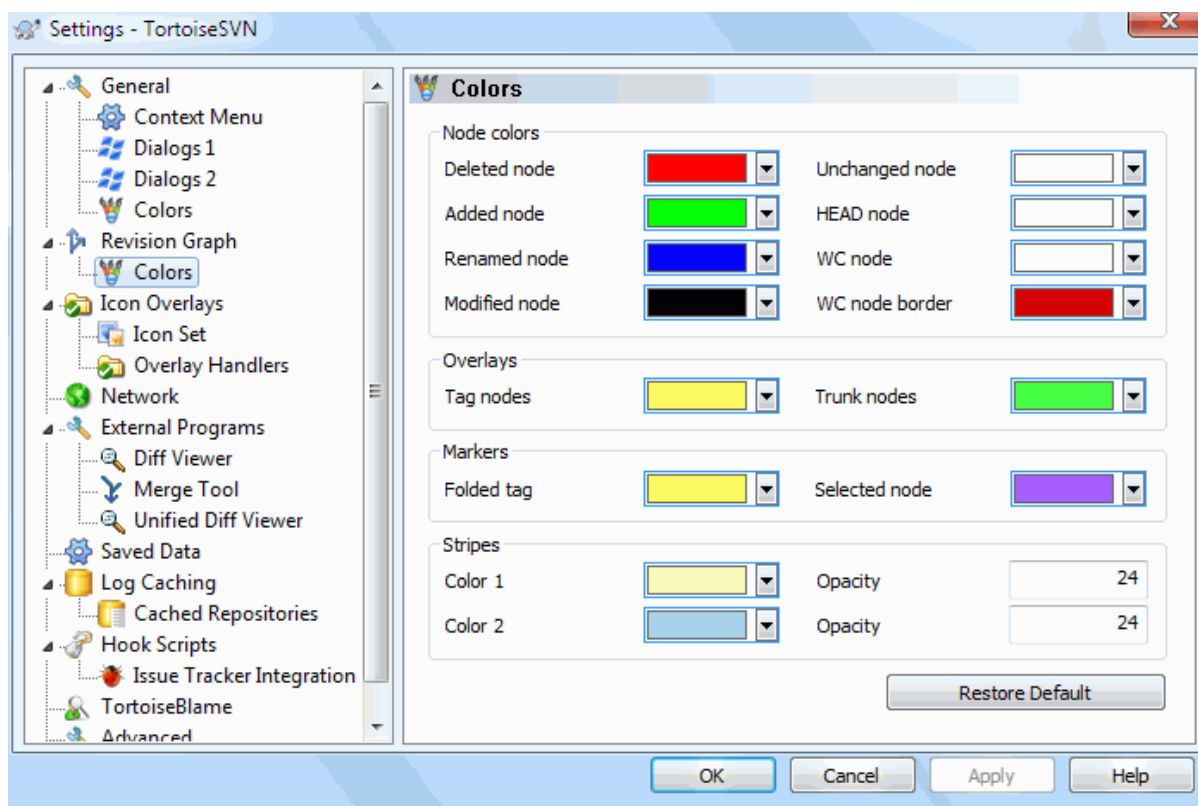 Settings - TortoiseSVN
General
Context Menu
Dialogs 1
Dialogs 2
Colors
Revision Graph
Colors
Icon Overlays
Icon Set
Overlay Handlers
Network
External Programs
Diff Viewer
Merge Tool
Unified Diff Viewer
Saved Data
Log Caching
Cached Repositories
Hook Scripts
Issue Tracker Integration
TortoiseBlame
Advanced
Colors
Node colors
Deleted node
Unchanged node
Added node
HEAD node
Renamed node
WC node
Modified node
WC node border
Overlays
Tag nodes
Trunk nodes
Markers
Folded tag
Selected node
Stripes
Color 1
Opacity
24
Color 2
Opacity
24
Restore Default
OK
Cancel
Apply
Help